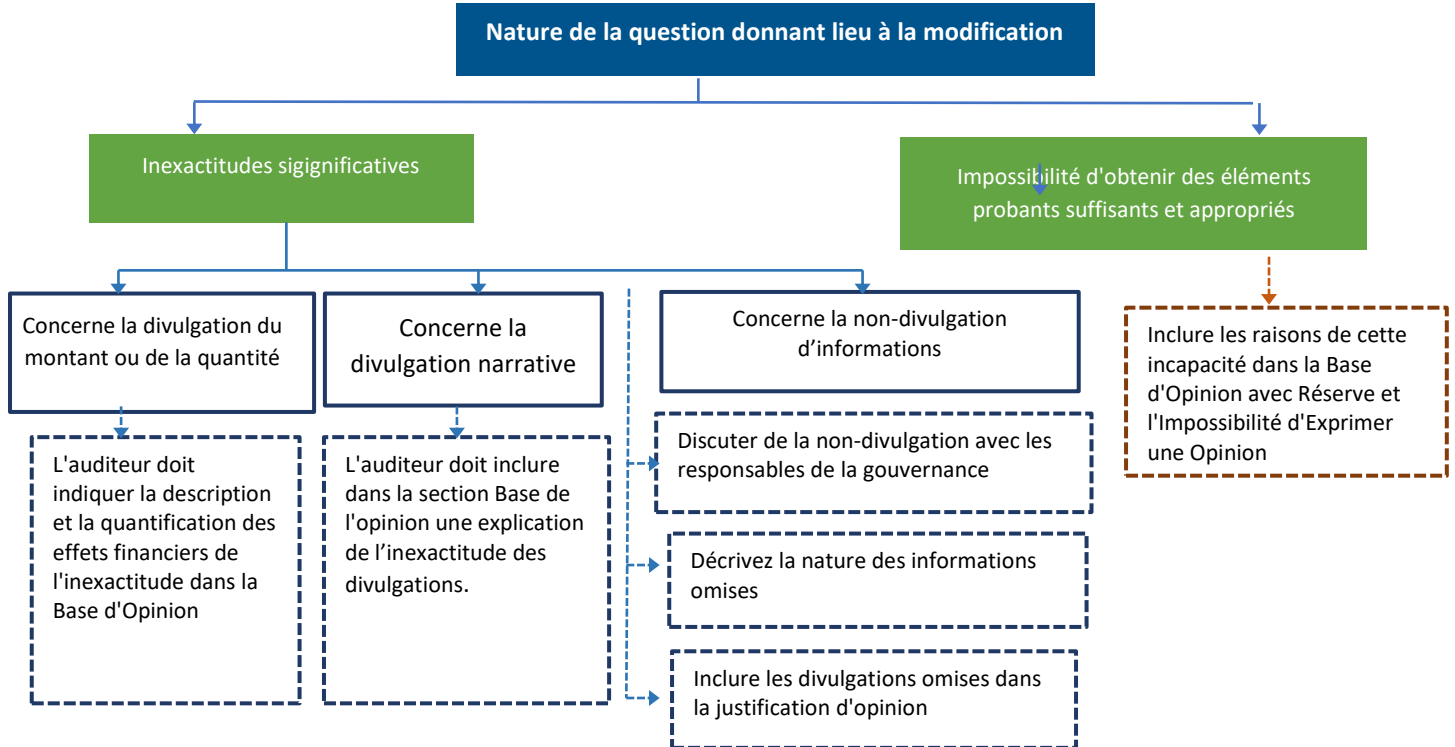 Nature de la question donnant lieu à la modification
Inexactitudes sigignificatives
Impossibilité d'obtenir des éléments
probants suffisants et appropriés
Concerne la divulgation du
montant ou de la quantité
Concerne la
divulgation narrative
Concerne la non-divulgation
d’informations
Inclure les raisons de cette
incapacité dans la Base
d'Opinion avec Réserve et
l'Impossibilité d'Exprimer
une Opinion
L'auditeur doit
indiquer la description
et la quantification des
effets financiers de
l'inexactitude dans la
Base d'Opinion
L'auditeur doit inclure
dans la section Base de
l'opinion une explication
de l’inexactitude des
divulgations.
Discuter de la non-divulgation avec les
responsables de la gouvernance
Décrivez la nature des informations
omises
Inclure les divulgations omises dans
la justification d'opinion